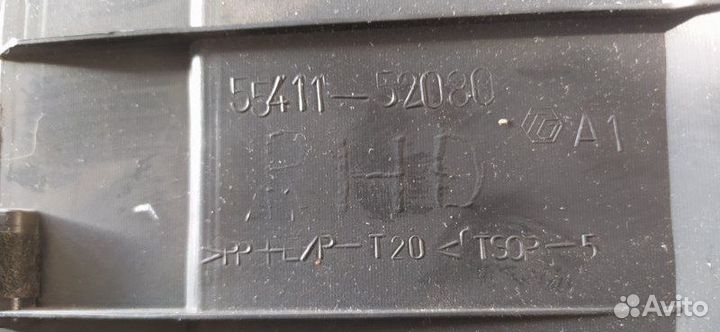 55411-52080
A1
RHD
>PP+E/P-T20< TSOP-5
Avito